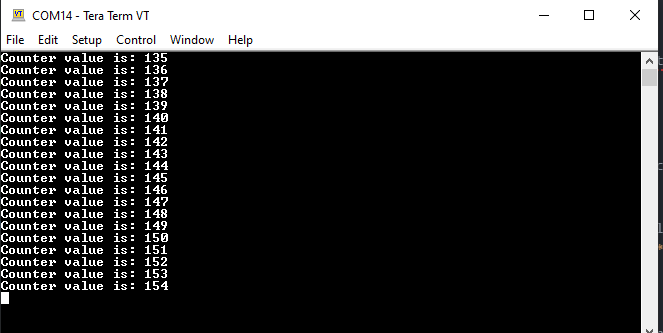 COM14 - Tera Term VT
File Edit Setup Control Window Help
Counter value is: 135
Counter value is: 136
Counter value is: 137
Counter value is: 138
Counter value is: 139
Counter value is: 140
Counter value is: 141
Counter value is: 142
Counter value is: 143
Counter value is: 144
Counter value is: 145
Counter value is: 146
Counter value is: 147
Counter value is: 148
Counter value is: 149
Counter value is: 150
Counter value is: 151
Counter value is: 152
Counter value is: 153
Counter value is: 154